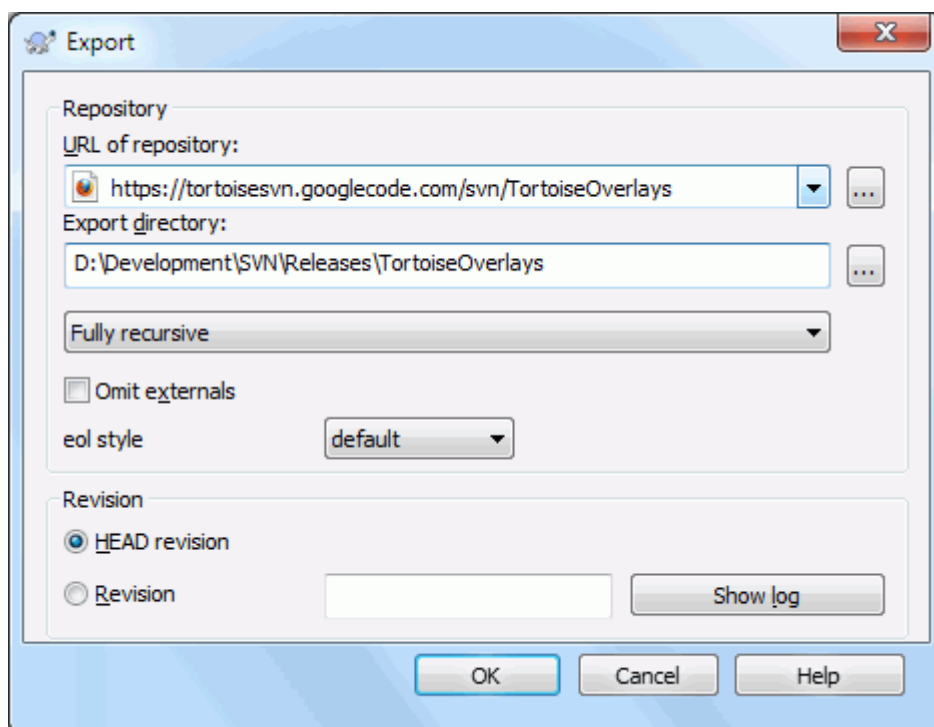 Export
Repository
URL of repository:
https://tortoisesvn.googlecode.com/svn/TortoiseOverlays
...
Export directory:
D:\Development\SVN\Releases\TortoiseOverlays
...
Fully recursive
Omit externals
eol style default
Revision
HEAD revision
Revision Show log
OK Cancel Help